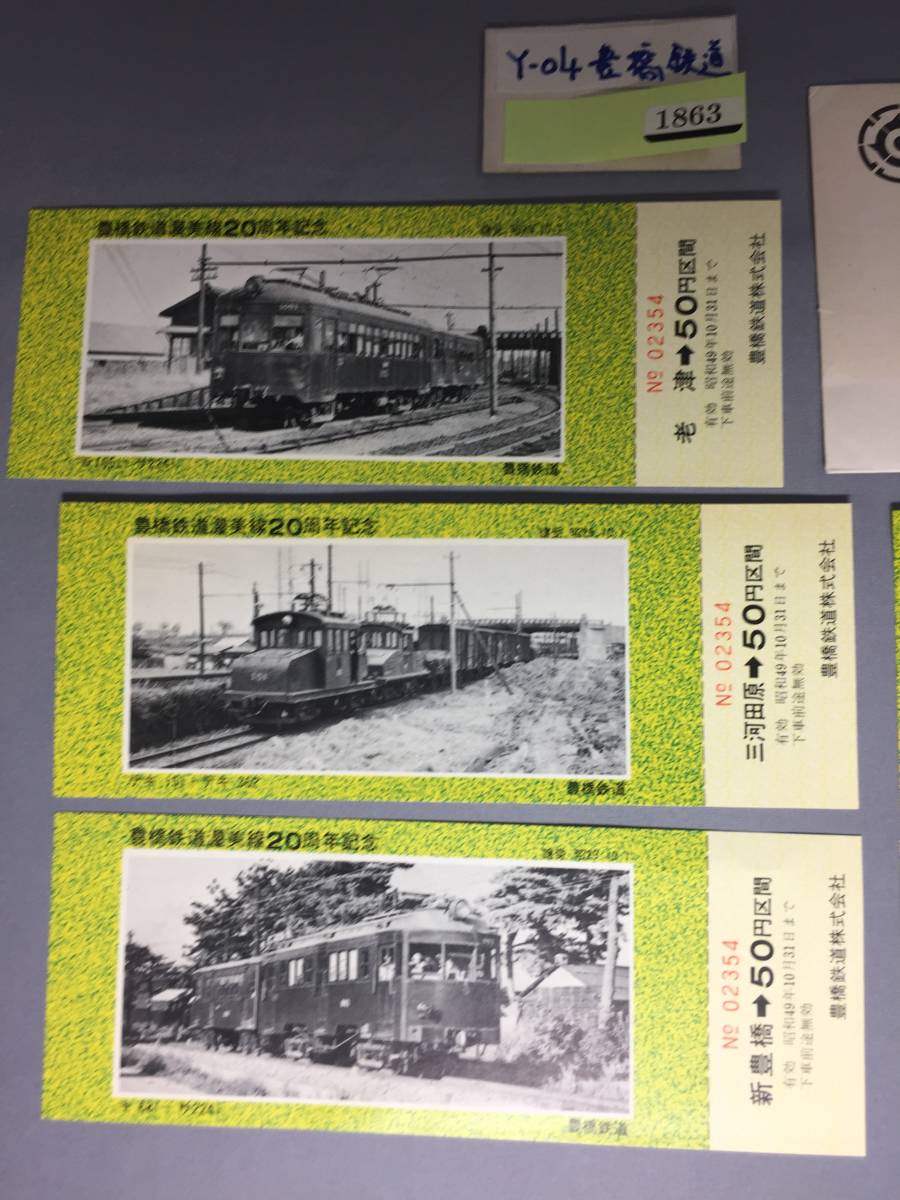 Y-04 豊橋鉄道
1863
豊橋鉄道渥美線20周年記念
豊橋鉄道
№ 02354
老津➡50円区間
有効 昭和49年10月31日まで
下車前途無効
豊橋鉄道株式会社
豊橋鉄道渥美線20周年記念
豊橋鉄道
№ 02354
三河田原➡50円区間
有効 昭和49年10月31日まで
下車前途無効
豊橋鉄道株式会社
豊橋鉄道渥美線20周年記念
豊橋鉄道
№ 02354
新豊橋➡50円区間
有効 昭和49年10月31日まで
下車前途無効
豊橋鉄道株式会社